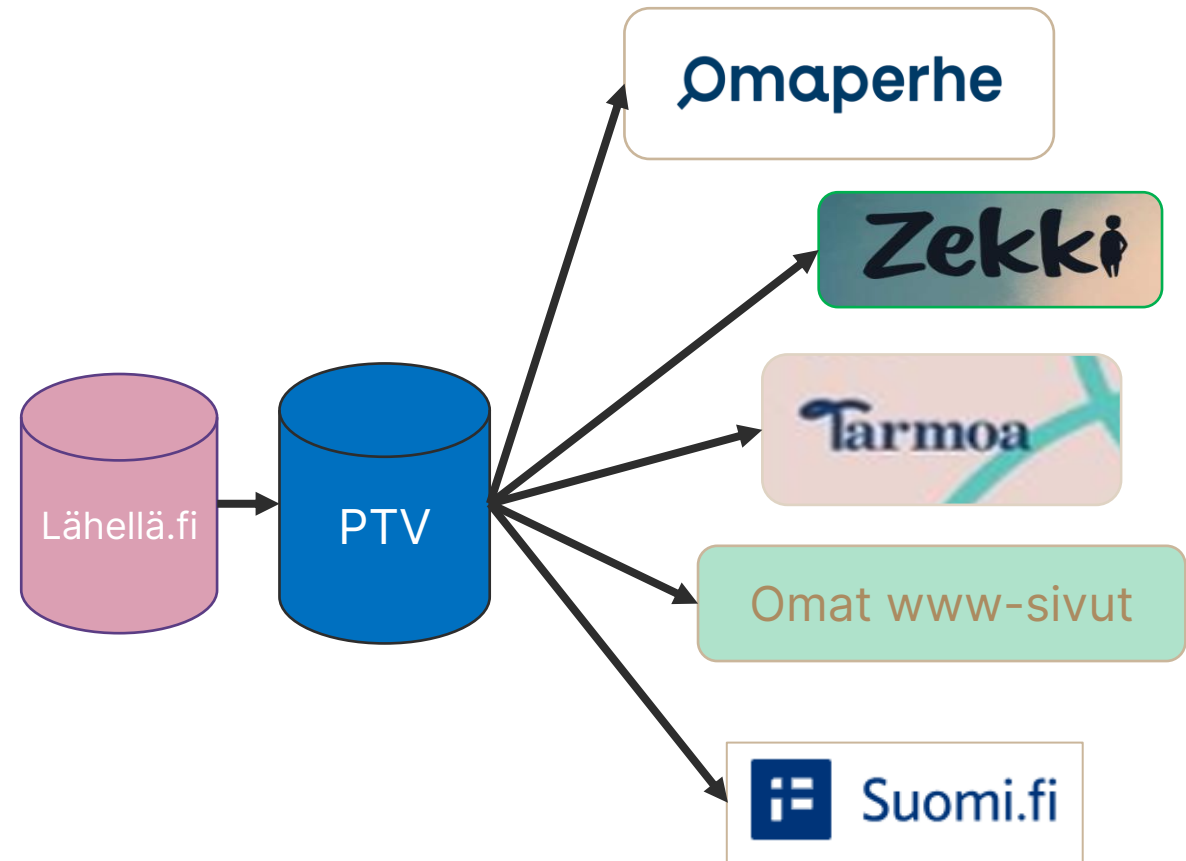 Omaperhe
Zekki
Tarmoa
Lähellä.fi
PTV
Omat www-sivut
Suomi.fi